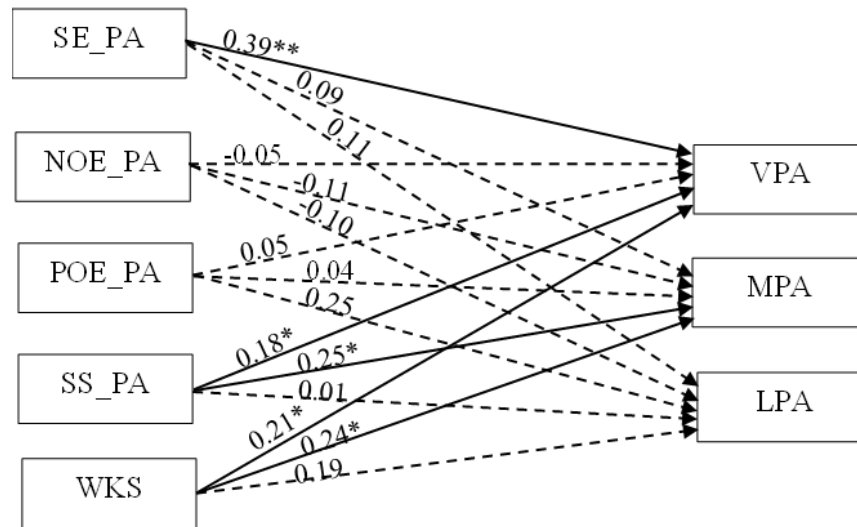 SE_PA
0.39**
0.09
0.11
NOE_PA
-0.05
-0.11
-0.10
VPA
POE_PA
0.05
0.04
0.25
MPA
SS_PA
0.18*
0.25*
0.01
LPA
WKS
0.21*
0.24*
0.19